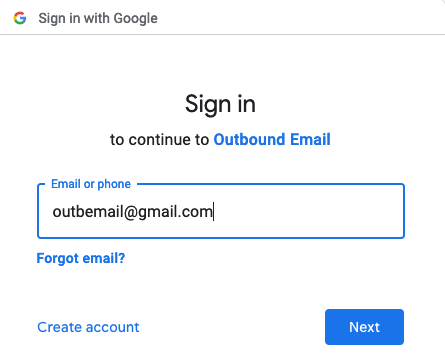 Sign in with Google
Sign in
to continue to Outbound Email
Email or phone
outbemail@gmail.com
Forgot email?
Create account
Next